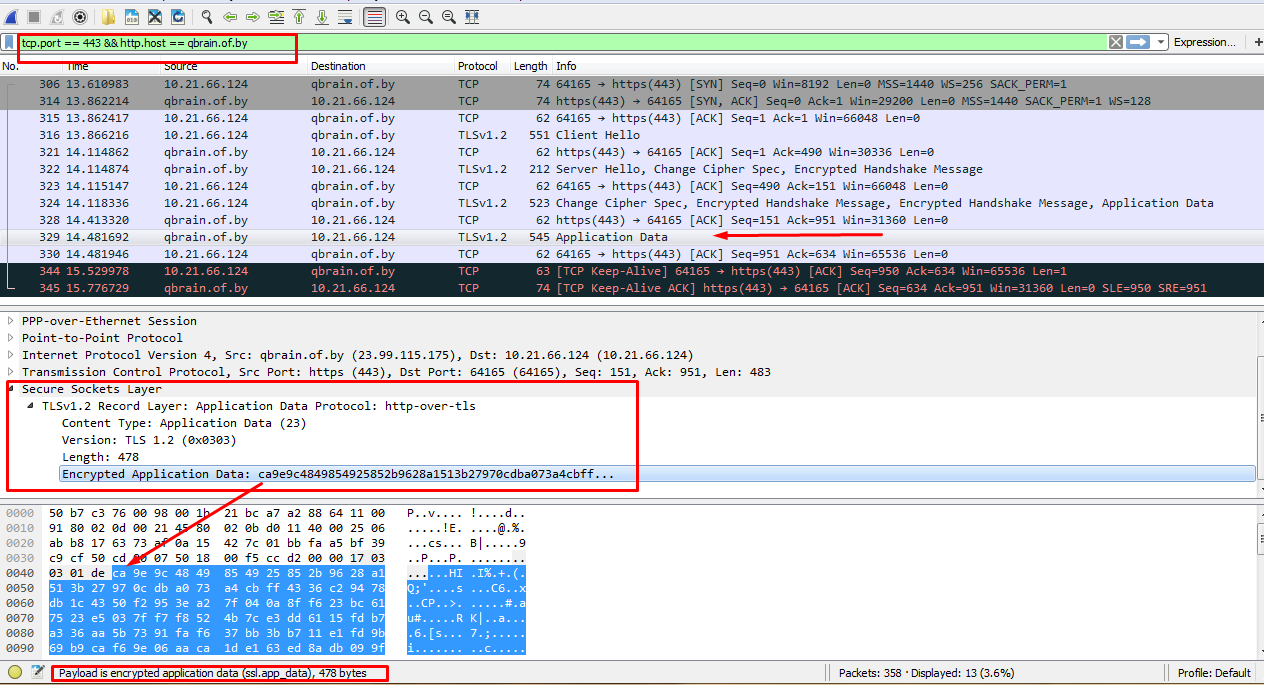 tcp.port == 443 && http.host == qbrain.of.by Expression... +
No. Time Source Destination Protocol Length Info
306 13.610983 10.21.66.124 qbrain.of.by TCP 74 64165 → https(443) [SYN] Seq=0 Win=8192 Len=0 MSS=1440 WS=256 SACK_PERM=1
314 13.862214 qbrain.of.by 10.21.66.124 TCP 74 https(443) → 64165 [SYN, ACK] Seq=0 Ack=1 Win=29200 Len=0 MSS=1440 SACK_PERM=1 WS=128
315 13.862417 10.21.66.124 qbrain.of.by TCP 62 64165 → https(443) [ACK] Seq=1 Ack=1 Win=66048 Len=0
316 13.866216 10.21.66.124 qbrain.of.by TLSv1.2 551 Client Hello
321 14.114862 qbrain.of.by 10.21.66.124 TCP 62 https(443) → 64165 [ACK] Seq=1 Ack=490 Win=30336 Len=0
322 14.114874 qbrain.of.by 10.21.66.124 TLSv1.2 212 Server Hello, Change Cipher Spec, Encrypted Handshake Message
323 14.115147 10.21.66.124 qbrain.of.by TCP 62 64165 → https(443) [ACK] Seq=490 Ack=151 Win=66048 Len=0
324 14.118336 10.21.66.124 qbrain.of.by TLSv1.2 523 Change Cipher Spec, Encrypted Handshake Message, Encrypted Handshake Message, Application Data
328 14.413320 qbrain.of.by 10.21.66.124 TCP 62 https(443) → 64165 [ACK] Seq=151 Ack=951 Win=31360 Len=0
329 14.481692 qbrain.of.by 10.21.66.124 TLSv1.2 545 Application Data
330 14.481946 10.21.66.124 qbrain.of.by TCP 62 64165 → https(443) [ACK] Seq=951 Ack=634 Win=65536 Len=0
344 15.529978 10.21.66.124 qbrain.of.by TCP 63 [TCP Keep-Alive] 64165 → https(443) [ACK] Seq=950 Ack=634 Win=65536 Len=1
345 15.776729 qbrain.of.by 10.21.66.124 TCP 74 [TCP Keep-Alive ACK] https(443) → 64165 [ACK] Seq=634 Ack=951 Win=31360 Len=0 SLE=950 SRE=951
PPP-over-Ethernet Session
Point-to-Point Protocol
Internet Protocol Version 4, Src: qbrain.of.by (23.99.115.175), Dst: 10.21.66.124 (10.21.66.124)
Transmission Control Protocol, Src Port: https (443), Dst Port: 64165 (64165), Seq: 151, Ack: 951, Len: 483
Secure Sockets Layer
TLSv1.2 Record Layer: Application Data Protocol: http-over-tls
Content Type: Application Data (23)
Version: TLS 1.2 (0x0303)
Length: 478
Encrypted Application Data: ca9e9c4849854925852b9628a1513b27970cdba073a4cbff...
0000 50 b7 c3 76 00 98 00 1b 21 bc a7 a2 88 64 11 00 P..v.... !....d..
0010 91 80 02 0d 00 21 45 80 02 0b d0 11 40 00 25 06 .....!E. ....@.%.
0020 ab b8 17 63 73 af 0a 15 42 7c 01 bb fa a5 bf 39 ...cs... B|.....9
0030 c9 cf 50 cd 07 50 18 00 f5 cc d2 00 00 17 03 ..P...P. ........
0040 03 01 de ca 9e 9c 48 49 85 49 25 85 2b 96 28 a1 ......HI .I%.+.(.
0050 51 3b 27 97 0c db a0 73 a4 cb ff 43 36 c2 94 78 Q;'....s ...C6..x
0060 db 1c 43 50 f2 95 3e a2 7f 04 0a 8f f6 23 bc 61 ..CP..>. .....#.a
0070 75 23 e5 03 7f f7 f8 52 4b 7c e3 dd 61 15 fd b7 u#.....R K|..a...
0080 a3 36 aa 5b 73 91 fa f6 37 bb 3b b7 11 e1 fd 9b .6.[s... 7.;.....
0090 69 b9 ca f6 9e 06 aa ca 1d e1 63 ed 8a db 09 9f i....... ..c.....
Payload is encrypted application data (ssl.app_data), 478 bytes Packets: 358 · Displayed: 13 (3.6%) Profile: Default